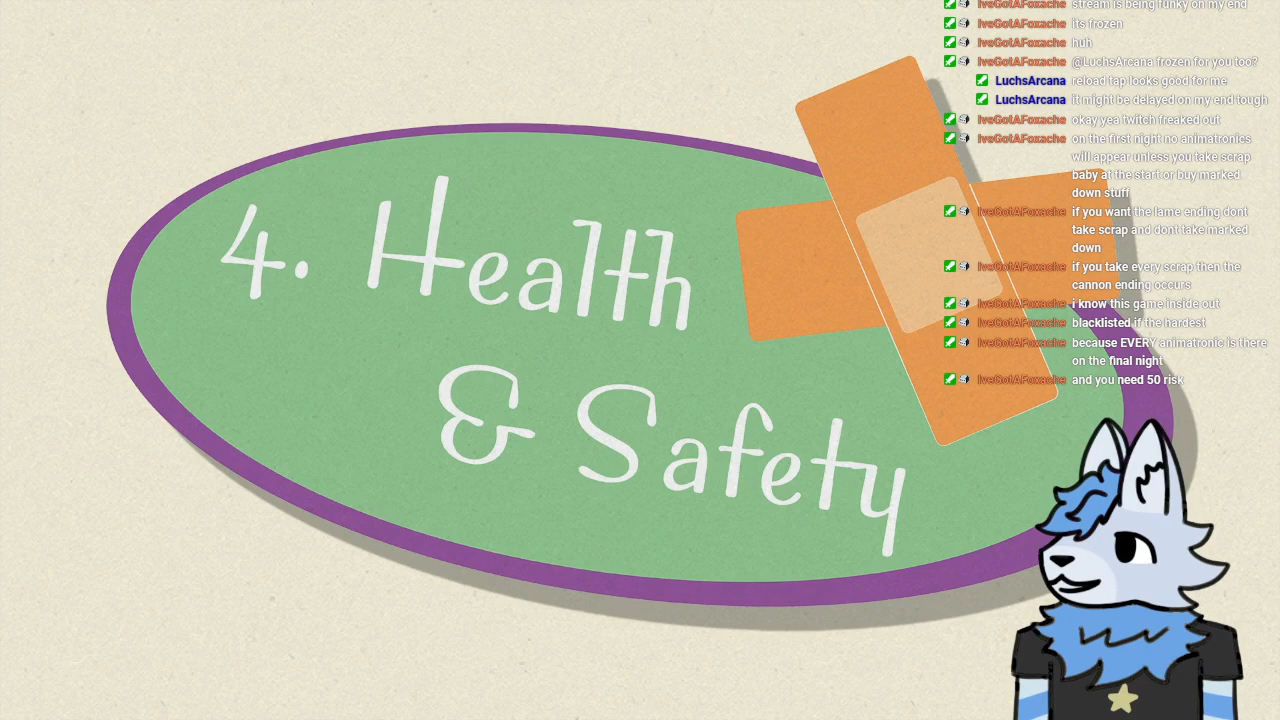 4. Health
& Safety
IveGotAFoxache stream is being funky on my end
IveGotAFoxache its frozen
IveGotAFoxache huh
IveGotAFoxache @LuchsArcana frozen for you too?
LuchsArcana reload tap looks good for me
LuchsArcana it might be delayed on my end tough
IveGotAFoxache okay yea twitch freaked out
IveGotAFoxache on the first night no animatronics
will appear unless you take scrap
baby at the start or buy marked
down stuff
IveGotAFoxache if you want the lame ending dont
take scrap and dont take marked
down
IveGotAFoxache if you take every scrap then the
cannon ending occurs
IveGotAFoxache i know this game inside out
IveGotAFoxache blacklisted if the hardest
IveGotAFoxache because EVERY animatronic is there
on the final night
IveGotAFoxache and you need 50 risk